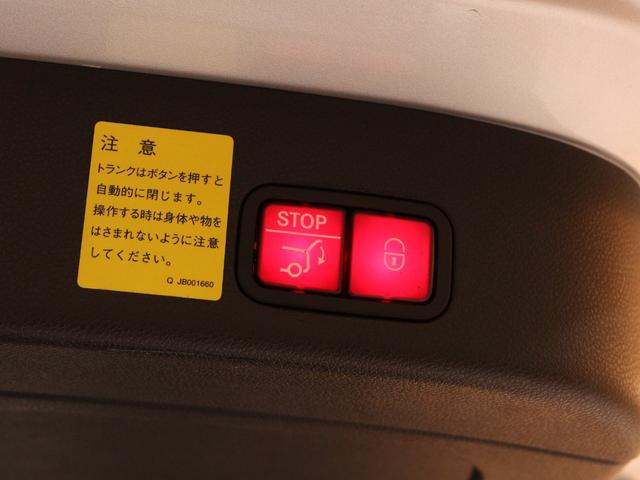 注 意
トランクはボタンを押すと
自動的に閉じます。
操作する時は身体や物を
はさまれないように注意
してください。
Q JB001660
STOP